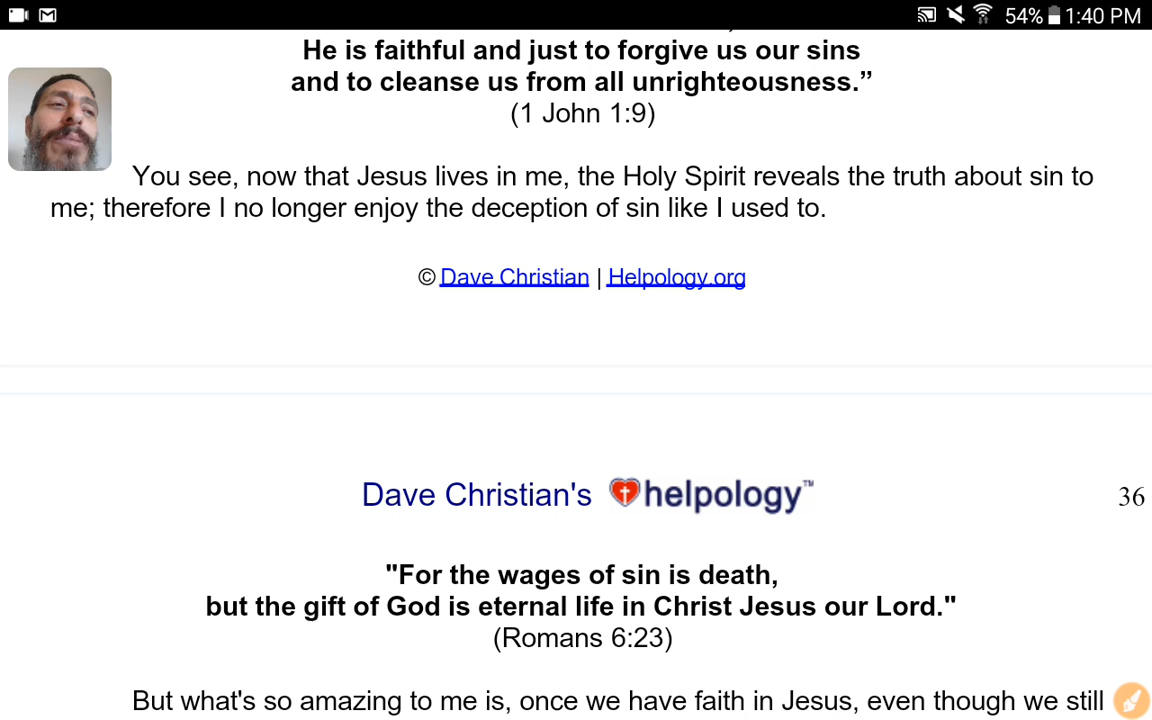 54% 1:40 PM
He is faithful and just to forgive us our sins
and to cleanse us from all unrighteousness.”
(1 John 1:9)
You see, now that Jesus lives in me, the Holy Spirit reveals the truth about sin to
me; therefore I no longer enjoy the deception of sin like I used to.
© Dave Christian | Helpology.org
Dave Christian's helpology™ 36
"For the wages of sin is death,
but the gift of God is eternal life in Christ Jesus our Lord."
(Romans 6:23)
But what's so amazing to me is, once we have faith in Jesus, even though we still